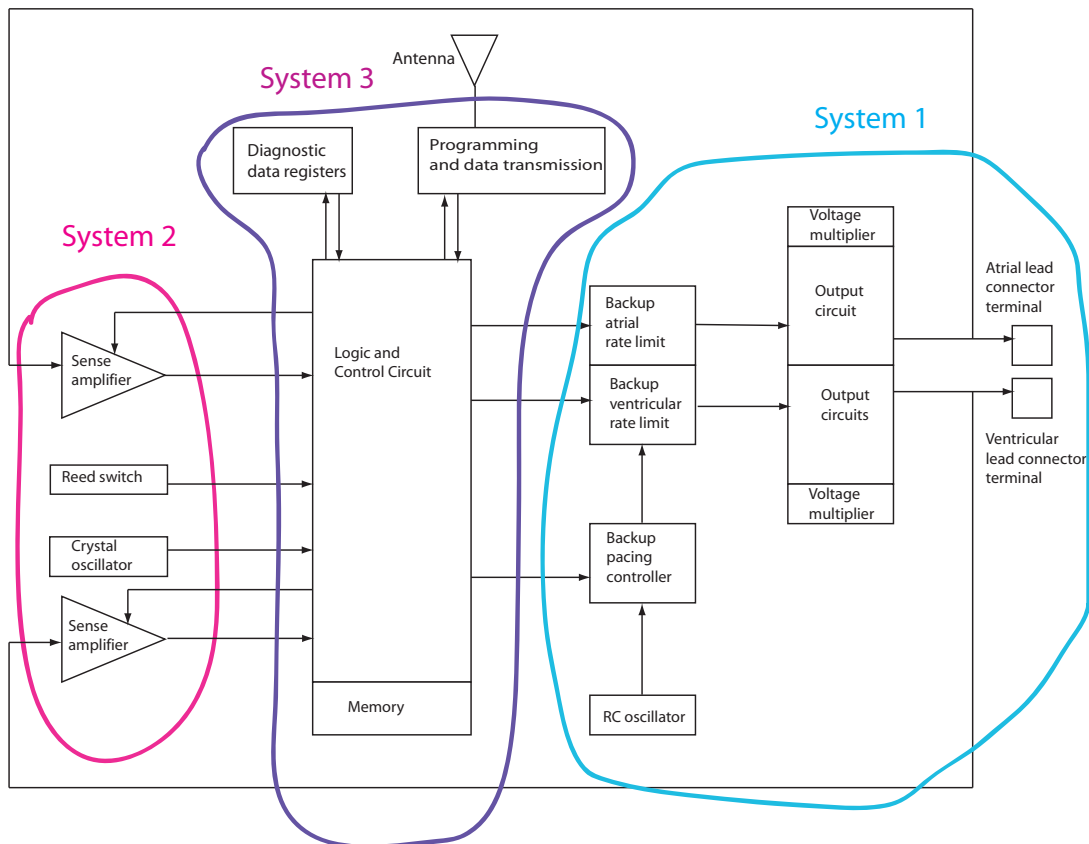 Antenna
System 3
System 1
Diagnostic
data registers
Programming
and data transmission
System 2
Voltage
multiplier
Atrial lead
connector
terminal
Backup
atrial
rate limit
Output
circuit
Sense
amplifier
Logic and
Control Circuit
Backup
ventricular
rate limit
Output
circuits
Ventricular
lead connector
terminal
Reed switch
Voltage
multiplier
Crystal
oscillator
Backup
pacing
controller
Sense
amplifier
Memory
RC oscillator